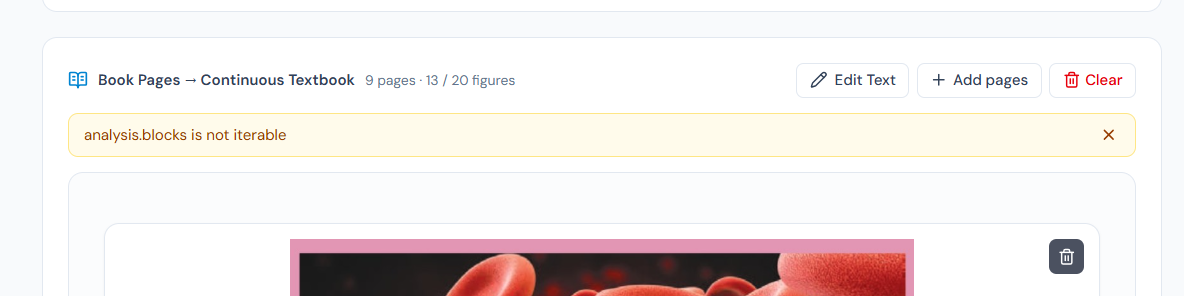 Book Pages → Continuous Textbook 9 pages · 13 / 20 figures Edit Text Add pages Clear
analysis.blocks is not iterable